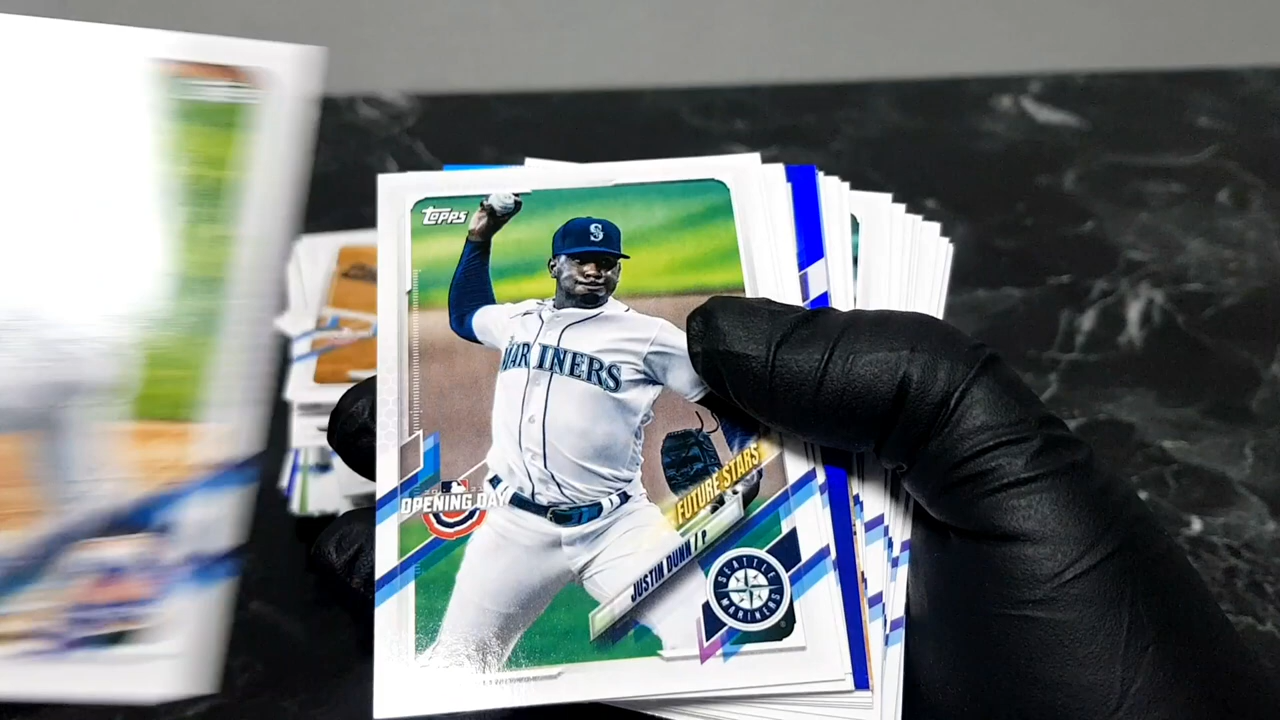 TOPPS
S
MARINERS
OPENING DAY
FUTURE STARS
JUSTIN DUNN / P
SEATTLE
MARINERS